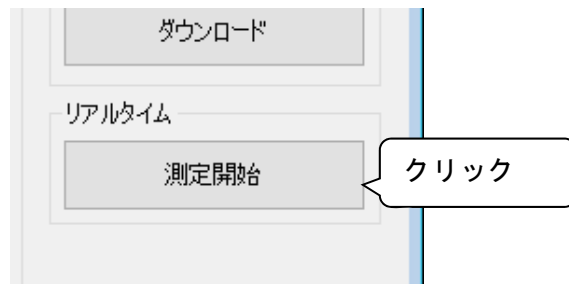 ダウンロード
リアルタイム
測定開始
クリック